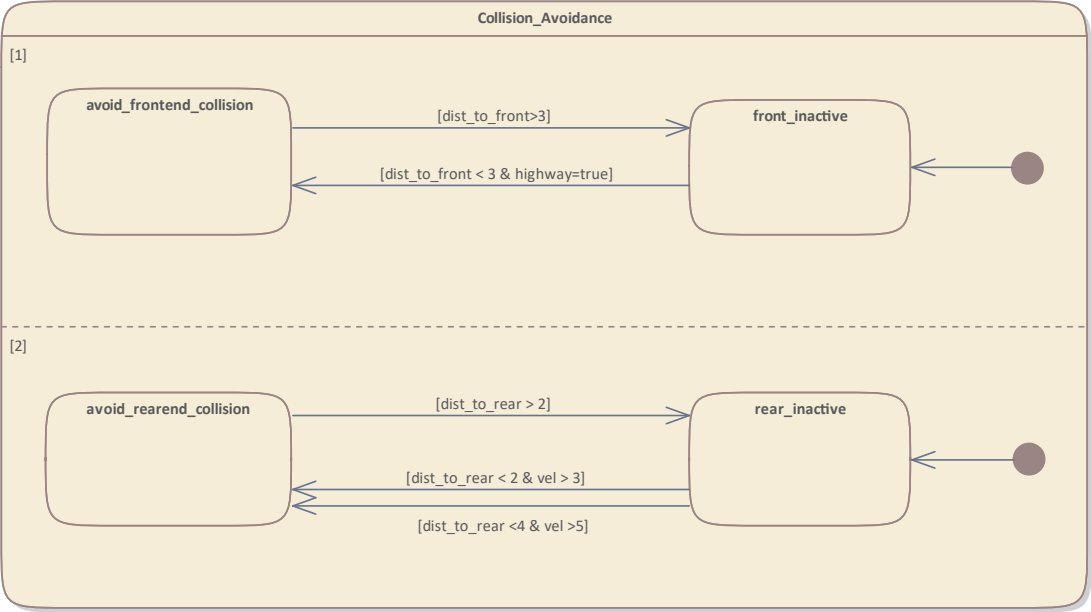 Collision_Avoidance
[1]
avoid_frontend_collision
[dist_to_front>3]
front_inactive
[dist_to_front < 3 & highway=true]
[2]
avoid_rearend_collision
[dist_to_rear > 2]
rear_inactive
[dist_to_rear < 2 & vel > 3]
[dist_to_rear <4 & vel >5]